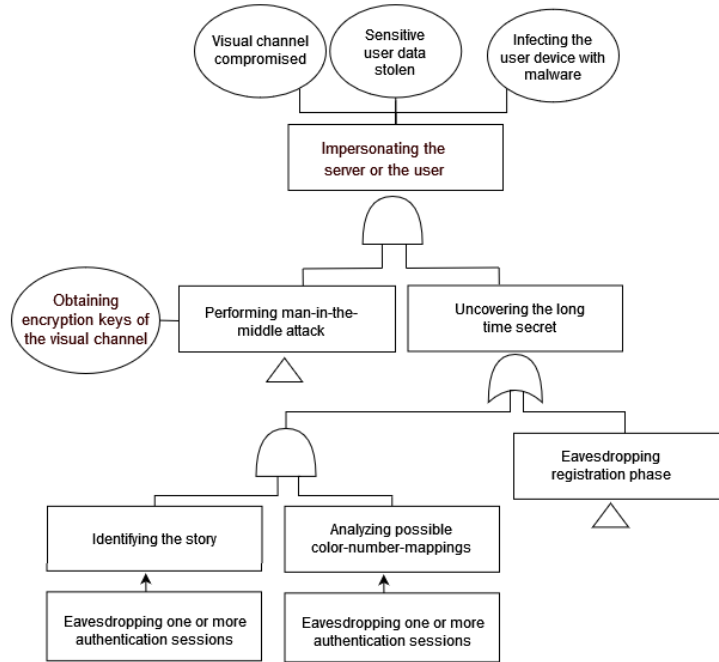 Visual channel
compromised
Sensitive
user data
stolen
Infecting the
user device with
malware
Impersonating the
server or the user
Obtaining
encryption keys of
the visual channel
Performing man-in-the-
middle attack
Uncovering the long
time secret
Eavesdropping
registration phase
Identifying the story
Analyzing possible
color-number-mappings
Eavesdropping one or more
authentication sessions
Eavesdropping one or more
authentication sessions